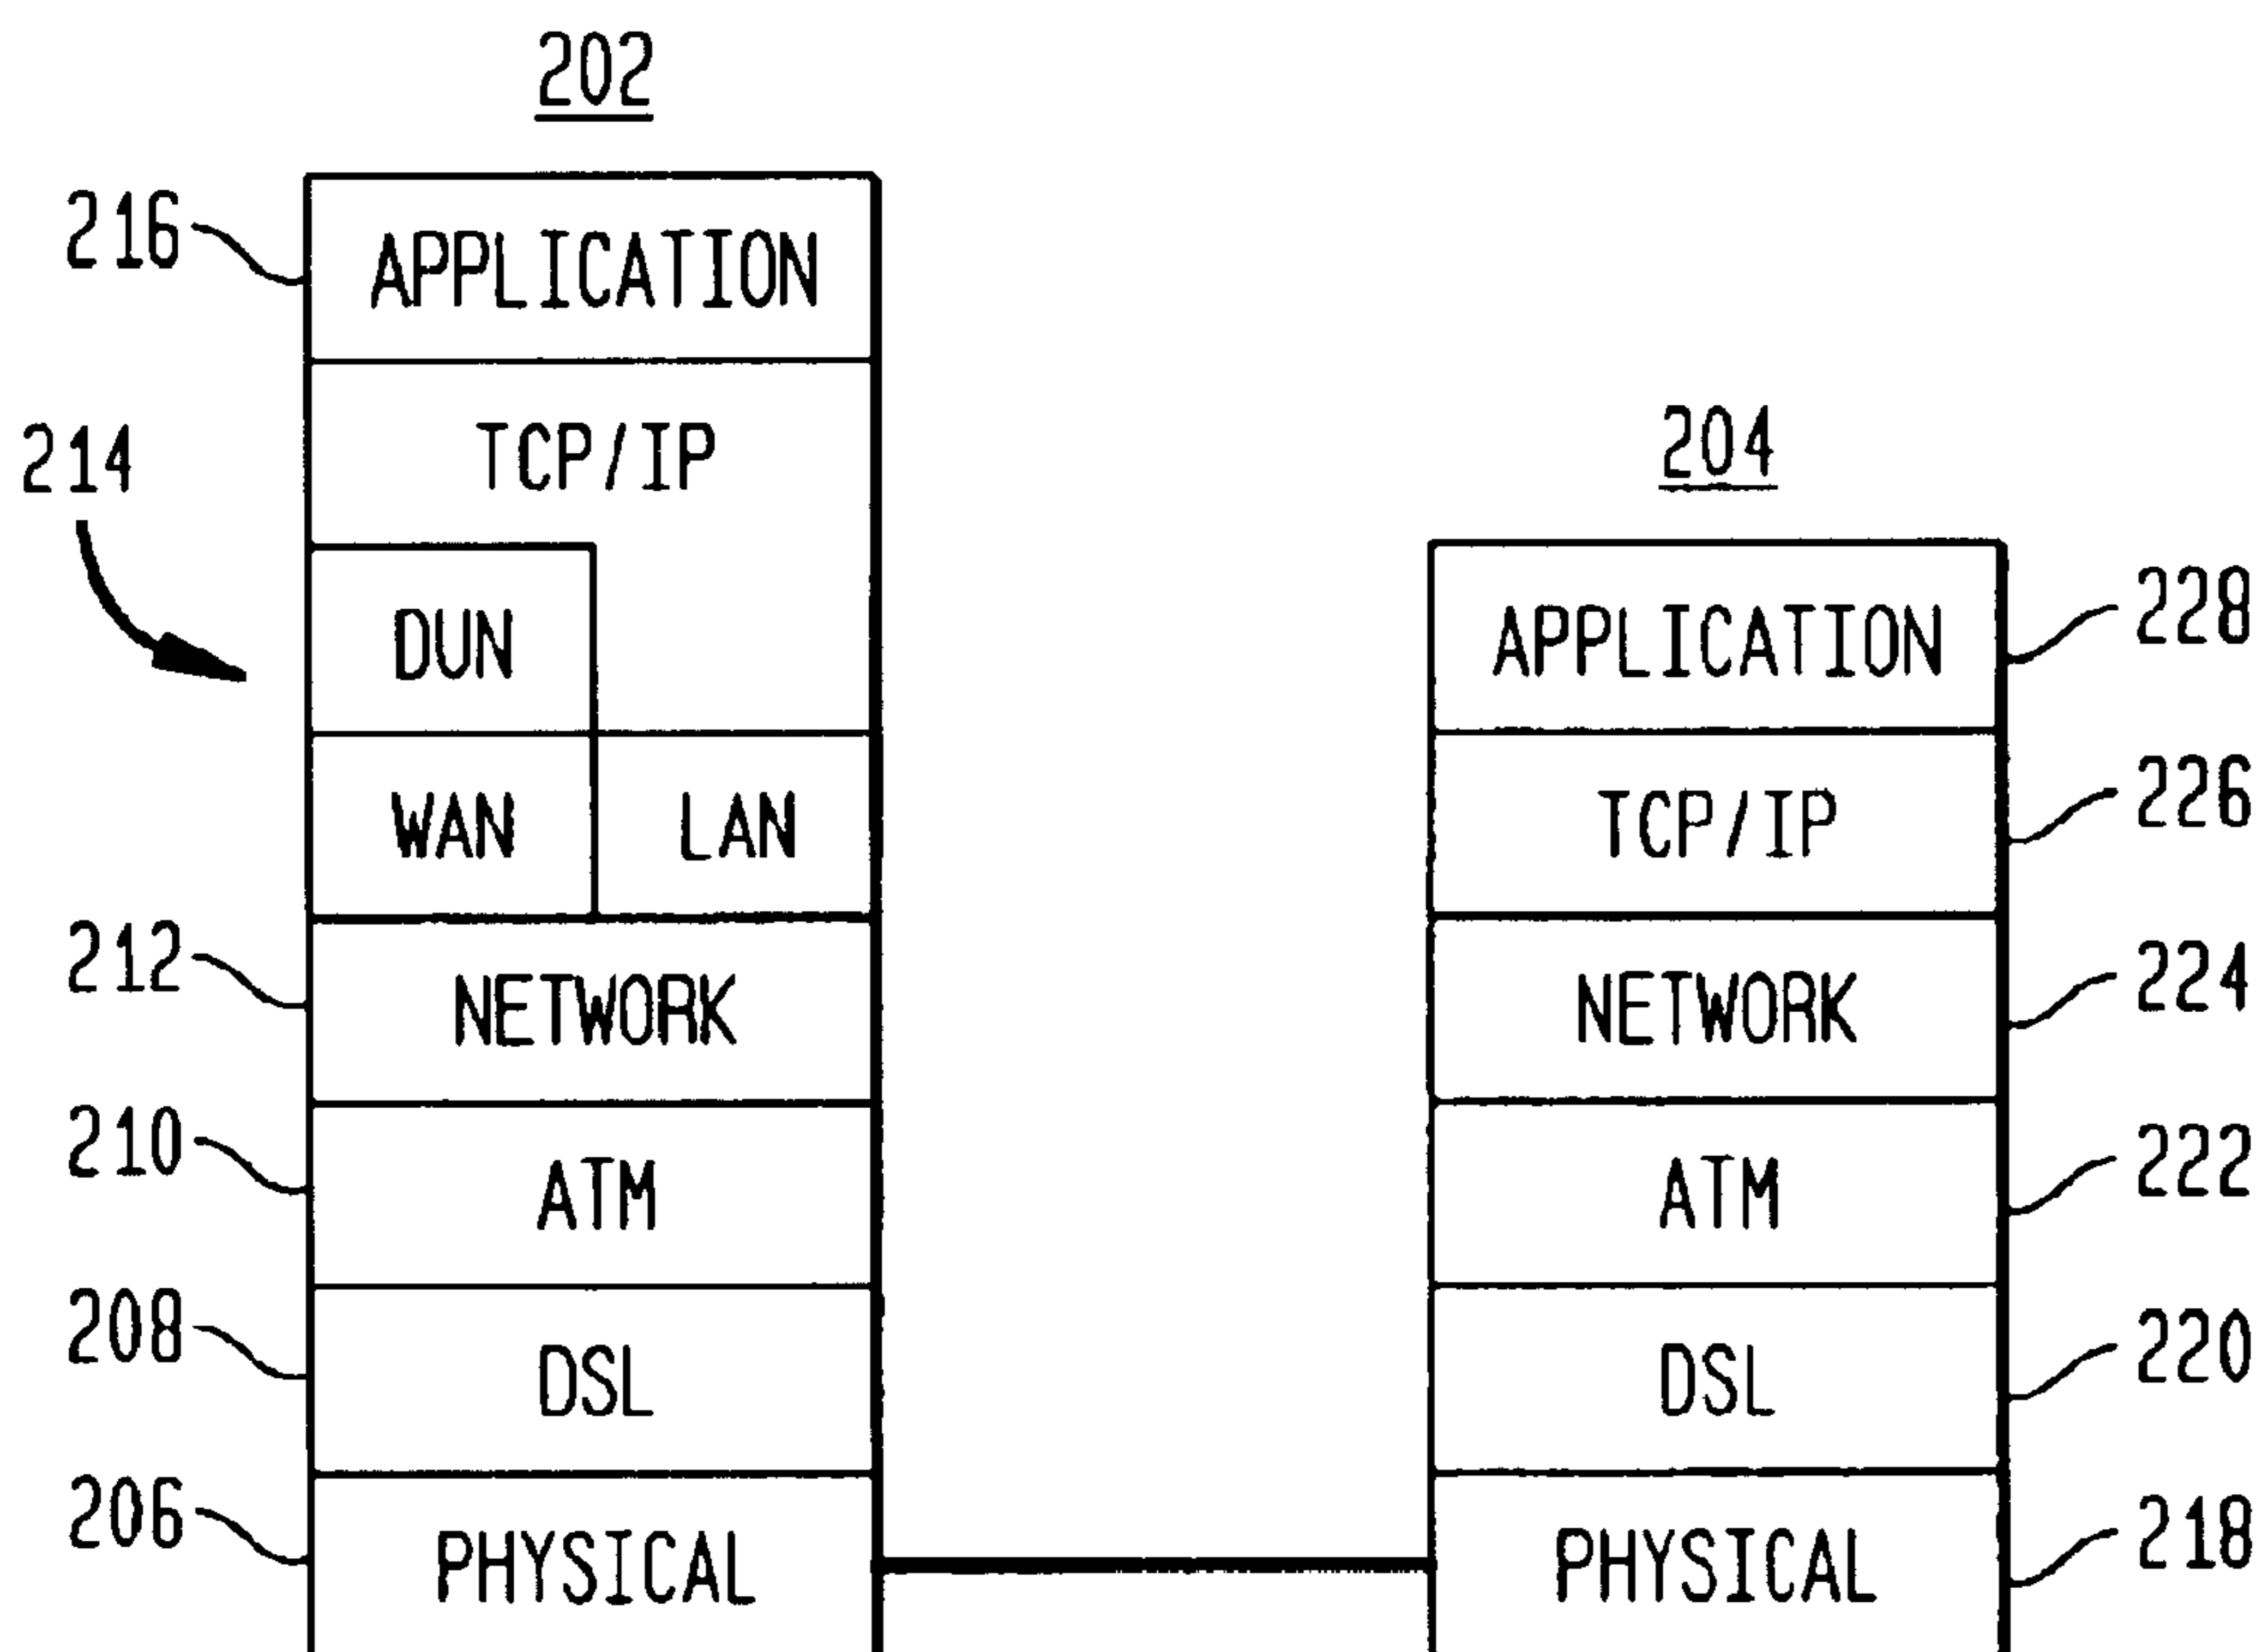 202
216
APPLICATION
TCP/IP
214
204
DUN
APPLICATION
228
WAN
LAN
TCP/IP
226
212
NETWORK
NETWORK
224
210
ATM
ATM
222
208
DSL
DSL
220
206
PHYSICAL
PHYSICAL
218